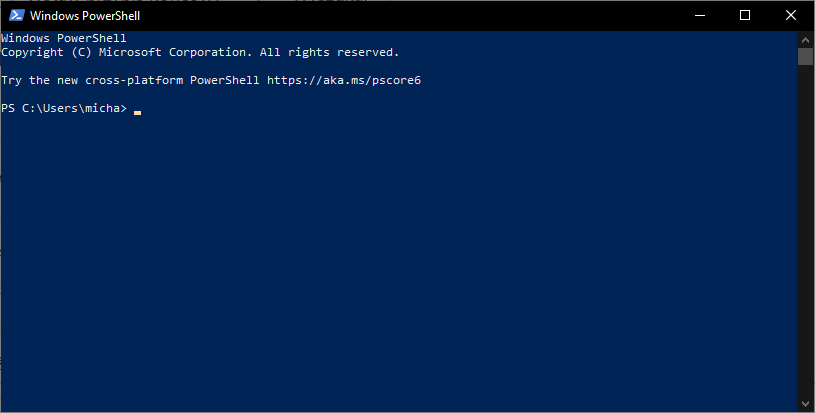 Windows PowerShell
Windows PowerShell
Copyright (C) Microsoft Corporation. All rights reserved.
Try the new cross-platform PowerShell https://aka.ms/pscore6
PS C:\Users\micha>